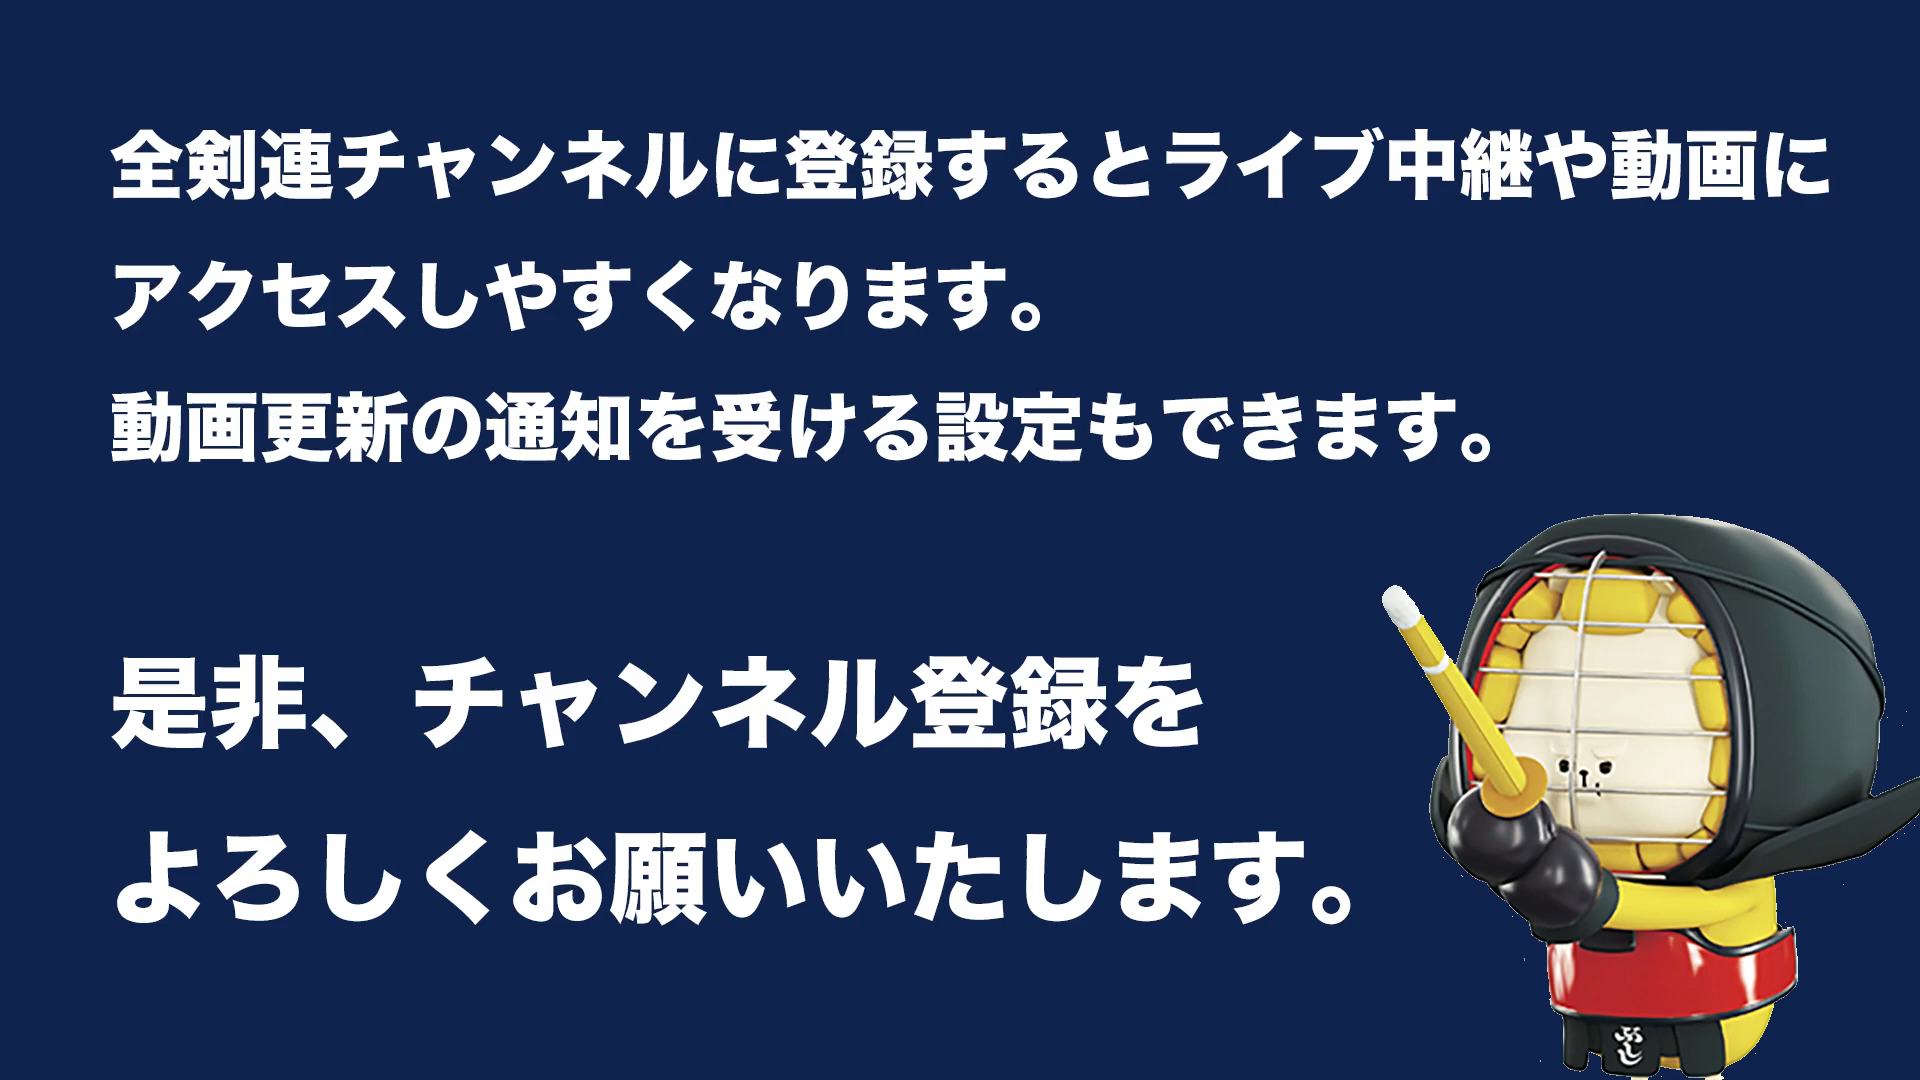 全剣連チャンネルに登録するとライブ中継や動画に
アクセスしやすくなります。
動画更新の通知を受ける設定もできます。
是非、チャンネル登録を
よろしくお願いいたします。
ぶし